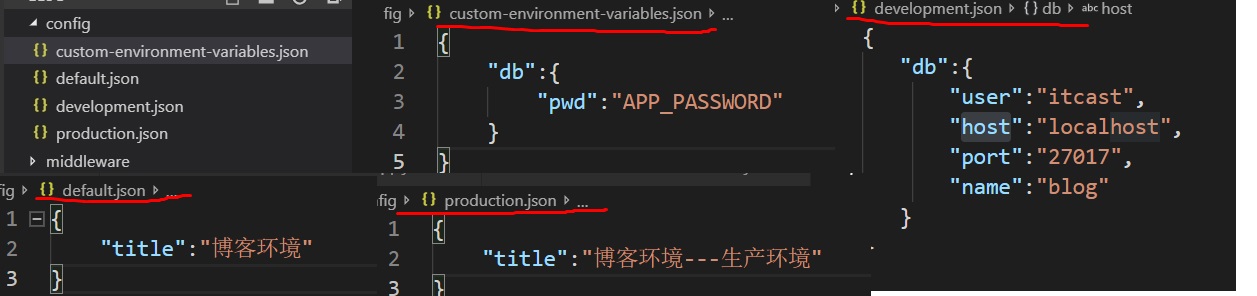 config
{} custom-environment-variables.json
{} default.json
{} development.json
{} production.json
middleware
fig > {} custom-environment-variables.json > ...
1 {
2 "db":{
3 "pwd":"APP_PASSWORD"
4 }
5 }
{} development.json > {} db > abc host
{
"db":{
"user":"itcast",
"host":"localhost",
"port":"27017",
"name":"blog"
}
fig > {} default.json > ...
1 {
2 "title":"博客环境"
3 }
fig > {} production.json > ...
1 {
2 "title":"博客环境---生产环境"
3 }